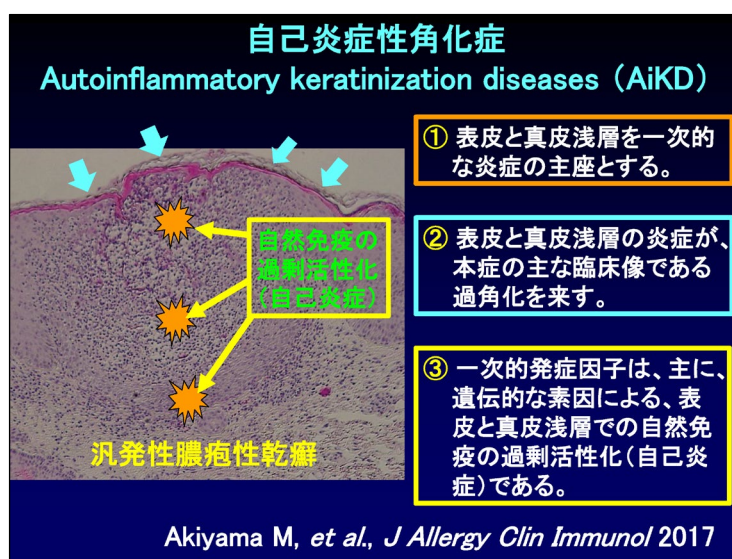 自己炎症性角化症
Autoinflammatory keratinization diseases (AiKD)
① 表皮と真皮浅層を一次的
な炎症の主座とする。
② 表皮と真皮浅層の炎症が、
本症の主な臨床像である
過角化を来す。
③ 一次的発症因子は、主に、
遺伝的な素因による、表
皮と真皮浅層での自然免
疫の過剰活性化(自己炎
症)である。
自然免疫の
過剰活性化
(自己炎症)
汎発性膿疱性乾癬
Akiyama M, et al., J Allergy Clin Immunol 2017